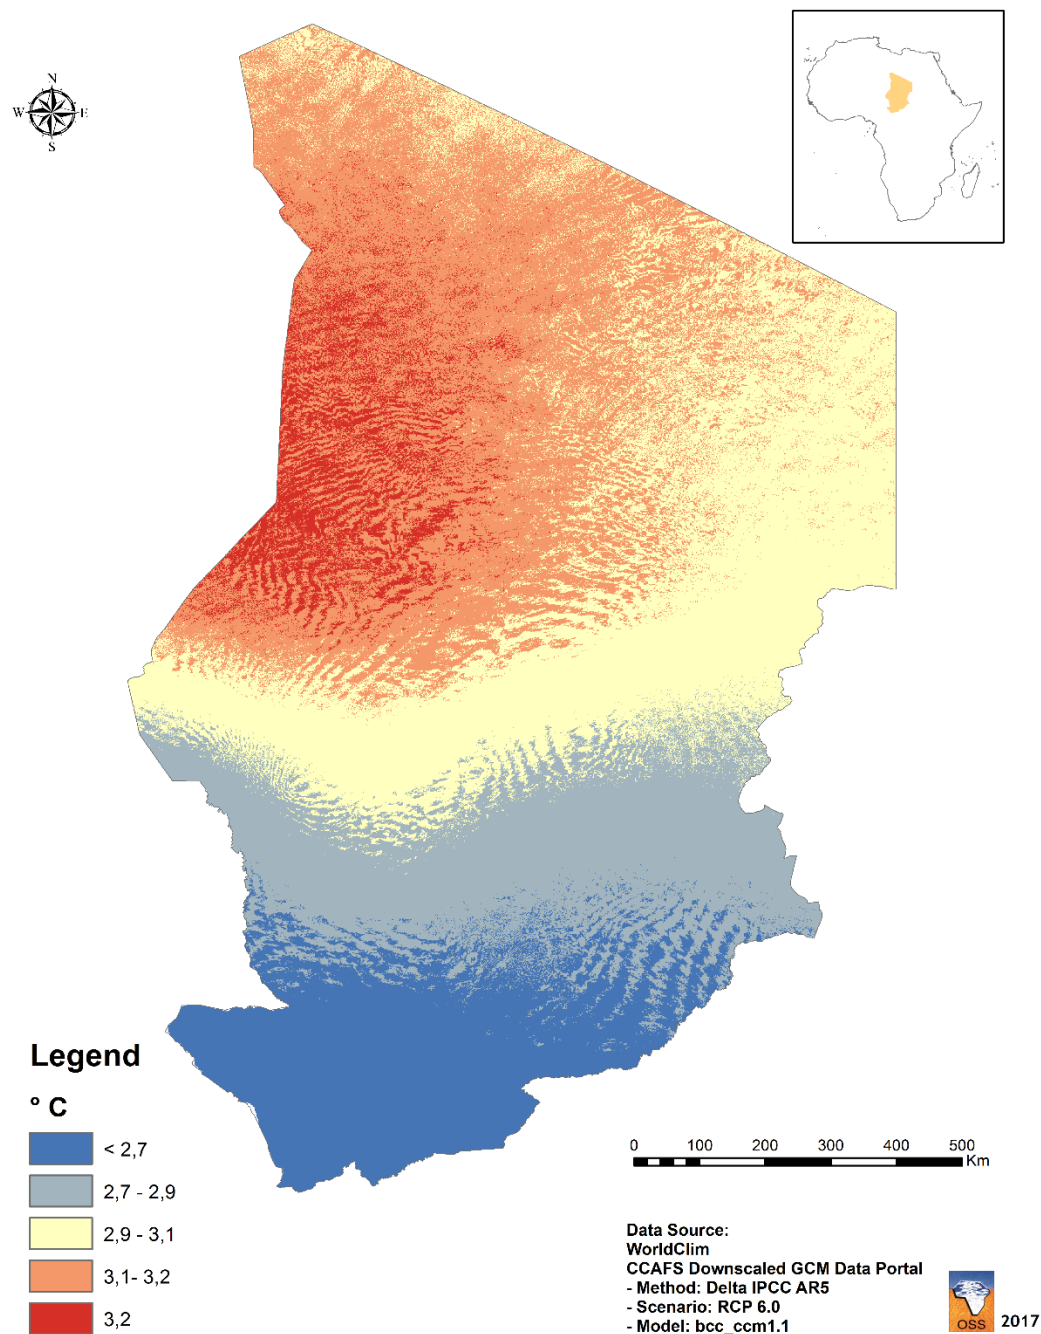 N
W E
S
Legend
° C
< 2,7
2,7 - 2,9
2,9 - 3,1
3,1- 3,2
3,2
0 100 200 300 400 500
Km
Data Source:
WorldClim
CCAFS Downscaled GCM Data Portal
- Method: Delta IPCC AR5
- Scenario: RCP 6.0
- Model: bcc_ccm1.1
OSS 2017